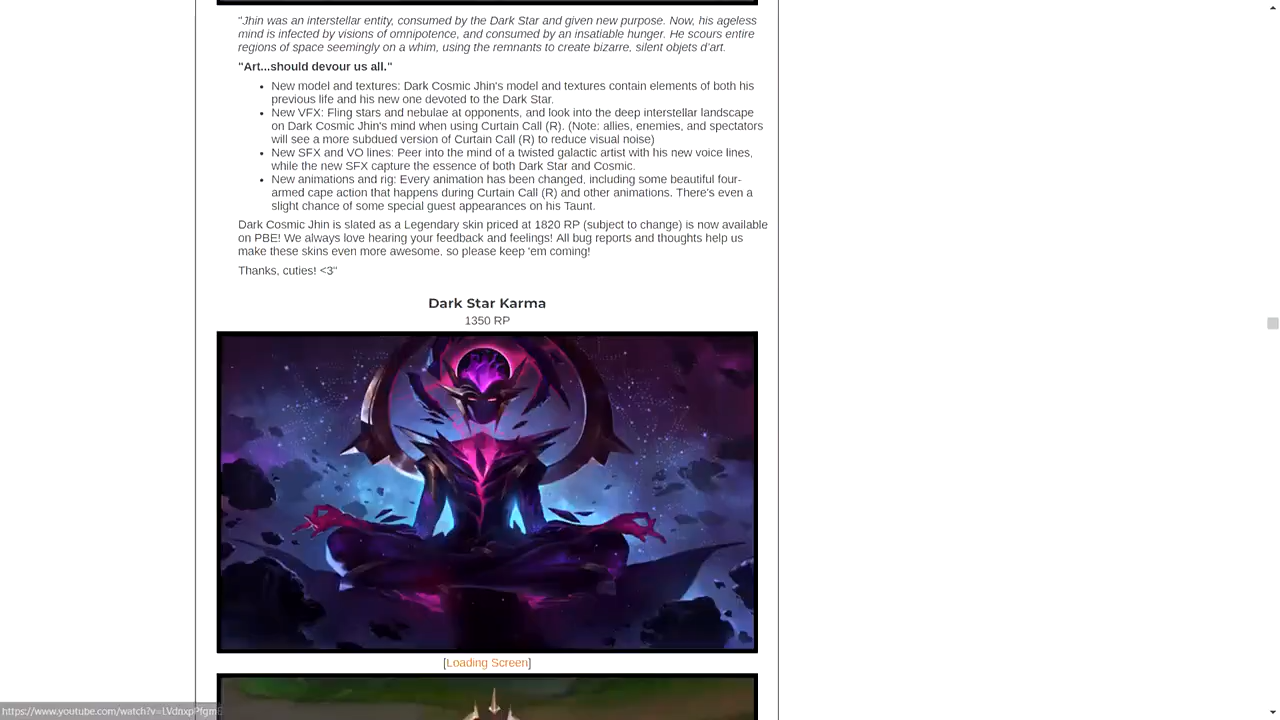 "Jhin was an interstellar entity, consumed by the Dark Star and given new purpose. Now, his ageless
mind is infected by visions of omnipotence, and consumed by an insatiable hunger. He scours entire
regions of space seemingly on a whim, using the remnants to create bizarre, silent objets d'art.
"Art...should devour us all."
• New model and textures: Dark Cosmic Jhin's model and textures contain elements of both his
previous life and his new one devoted to the Dark Star.
• New VFX: Fling stars and nebulae at opponents, and look into the deep interstellar landscape
on Dark Cosmic Jhin's mind when using Curtain Call (R). (Note: allies, enemies, and spectators
will see a more subdued version of Curtain Call (R) to reduce visual noise)
• New SFX and VO lines: Peer into the mind of a twisted galactic artist with his new voice lines,
while the new SFX capture the essence of both Dark Star and Cosmic.
• New animations and rig: Every animation has been changed, including some beautiful four-
armed cape action that happens during Curtain Call (R) and other animations. There's even a
slight chance of some special guest appearances on his Taunt.
Dark Cosmic Jhin is slated as a Legendary skin priced at 1820 RP (subject to change) is now available
on PBE! We always love hearing your feedback and feelings! All bug reports and thoughts help us
make these skins even more awesome, so please keep 'em coming!
Thanks, cuties! <3"
Dark Star Karma
1350 RP
[Loading Screen]